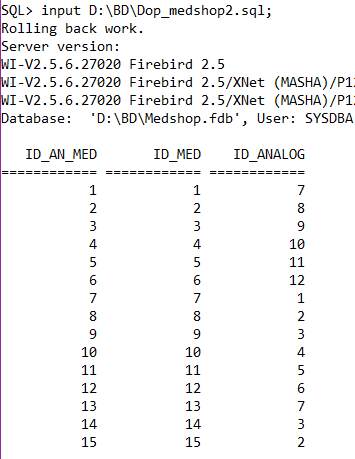 SQL> input D:\BD\Dop_medshop2.sql;
Rolling back work.
Server version:
WI-V2.5.6.27020 Firebird 2.5
WI-V2.5.6.27020 Firebird 2.5/XNet (MASHA)/P12
WI-V2.5.6.27020 Firebird 2.5/XNet (MASHA)/P12
Database:  'D:\BD\Medshop.fdb', User: SYSDBA
ID_AN_MED ID_MED ID_ANALOG
============ ============ ============
1 1 7
2 2 8
3 3 9
4 4 10
5 5 11
6 6 12
7 7 1
8 8 2
9 9 3
10 10 4
11 11 5
12 12 6
13 13 7
14 14 3
15 15 2